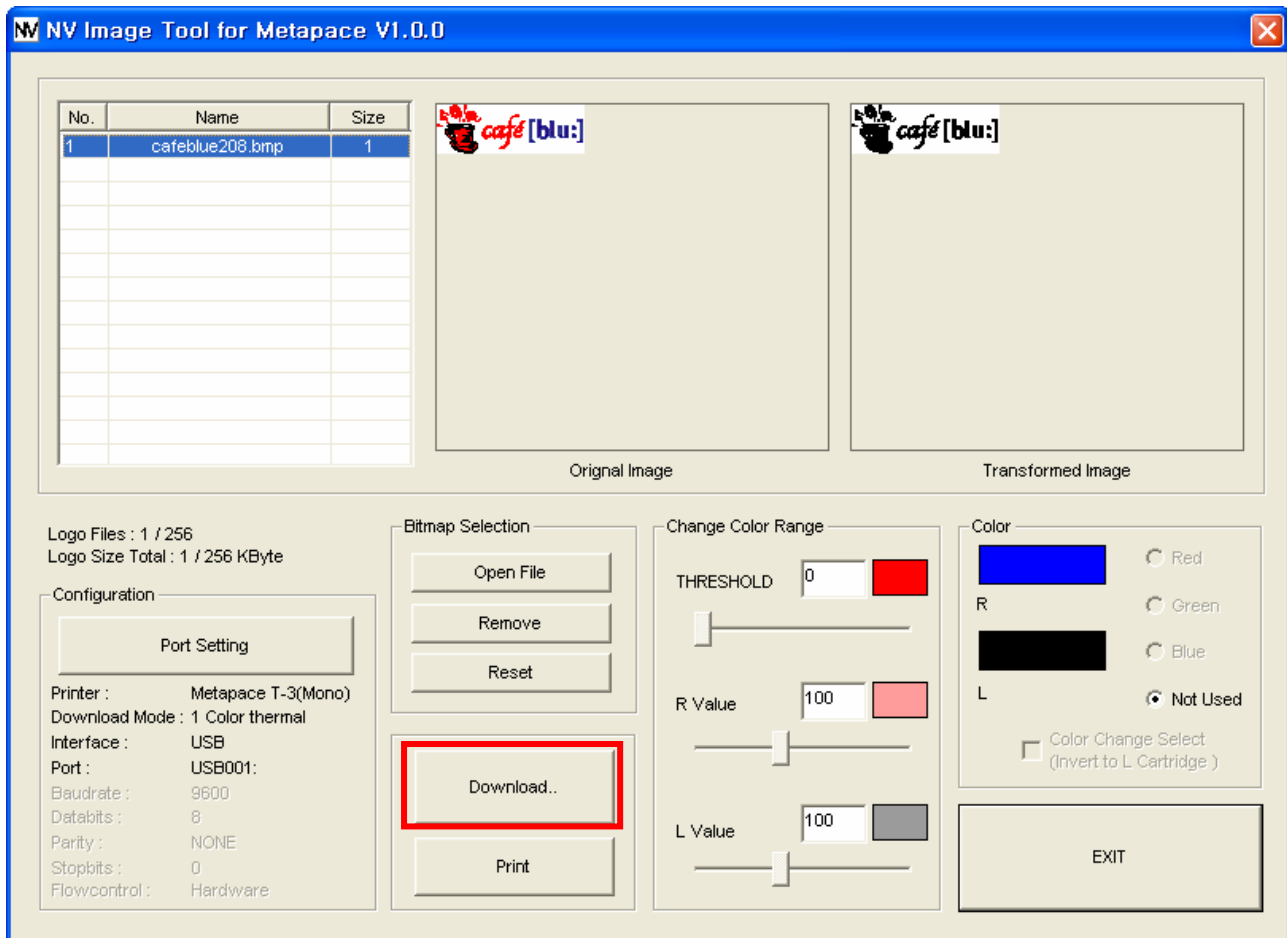 NV NV Image Tool for Metapace V1.0.0
No. Name Size
1 cafeblue208.bmp 1
café [blu:]
café [blu:]
Orignal Image
Transformed Image
Logo Files : 1 / 256
Logo Size Total : 1 / 256 KByte
Configuration
Port Setting
Printer : Metapace T-3(Mono)
Download Mode : 1 Color thermal
Interface : USB
Port : USB001:
Baudrate : 9600
Databits : 8
Parity : NONE
Stopbits : 0
Flowcontrol : Hardware
Bitmap Selection
Open File
Remove
Reset
Download..
Print
Change Color Range
THRESHOLD 0
R Value 100
L Value 100
Color
R
L
Red
Green
Blue
Not Used
Color Change Select
(Invert to L Cartridge )
EXIT